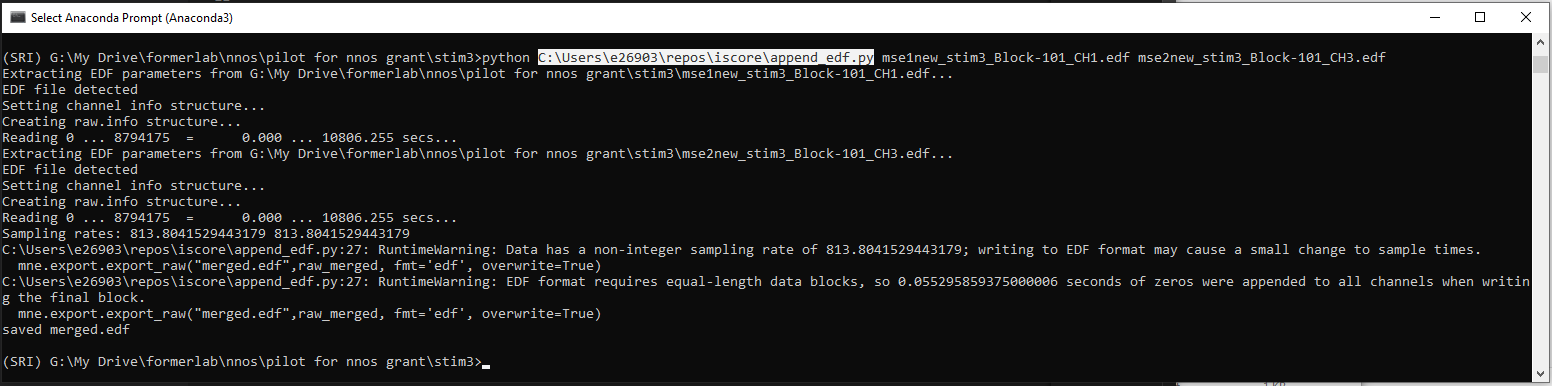 Select Anaconda Prompt (Anaconda3)
(SRI) G:\My Drive\formerlab\nnos\pilot for nnos grant\stim3>python C:\Users\e26903\repos\iscore\append_edf.py mse1new_stim3_Block-101_CH1.edf mse2new_stim3_Block-101_CH3.edf
Extracting EDF parameters from G:\My Drive\formerlab\nnos\pilot for nnos grant\stim3\mse1new_stim3_Block-101_CH1.edf...
EDF file detected
Setting channel info structure...
Creating raw.info structure...
Reading 0 ... 8794175  =      0.000 ... 10806.255 secs...
Extracting EDF parameters from G:\My Drive\formerlab\nnos\pilot for nnos grant\stim3\mse2new_stim3_Block-101_CH3.edf...
EDF file detected
Setting channel info structure...
Creating raw.info structure...
Reading 0 ... 8794175  =      0.000 ... 10806.255 secs...
Sampling rates: 813.8041529443179 813.8041529443179
C:\Users\e26903\repos\iscore\append_edf.py:27: RuntimeWarning: Data has a non-integer sampling rate of 813.8041529443179; writing to EDF format may cause a small change to sample times.
  mne.export.export_raw("merged.edf",raw_merged, fmt='edf', overwrite=True)
C:\Users\e26903\repos\iscore\append_edf.py:27: RuntimeWarning: EDF format requires equal-length data blocks, so 0.055295859375000006 seconds of zeros were appended to all channels when writin
g the final block.
  mne.export.export_raw("merged.edf",raw_merged, fmt='edf', overwrite=True)
saved merged.edf
(SRI) G:\My Drive\formerlab\nnos\pilot for nnos grant\stim3>